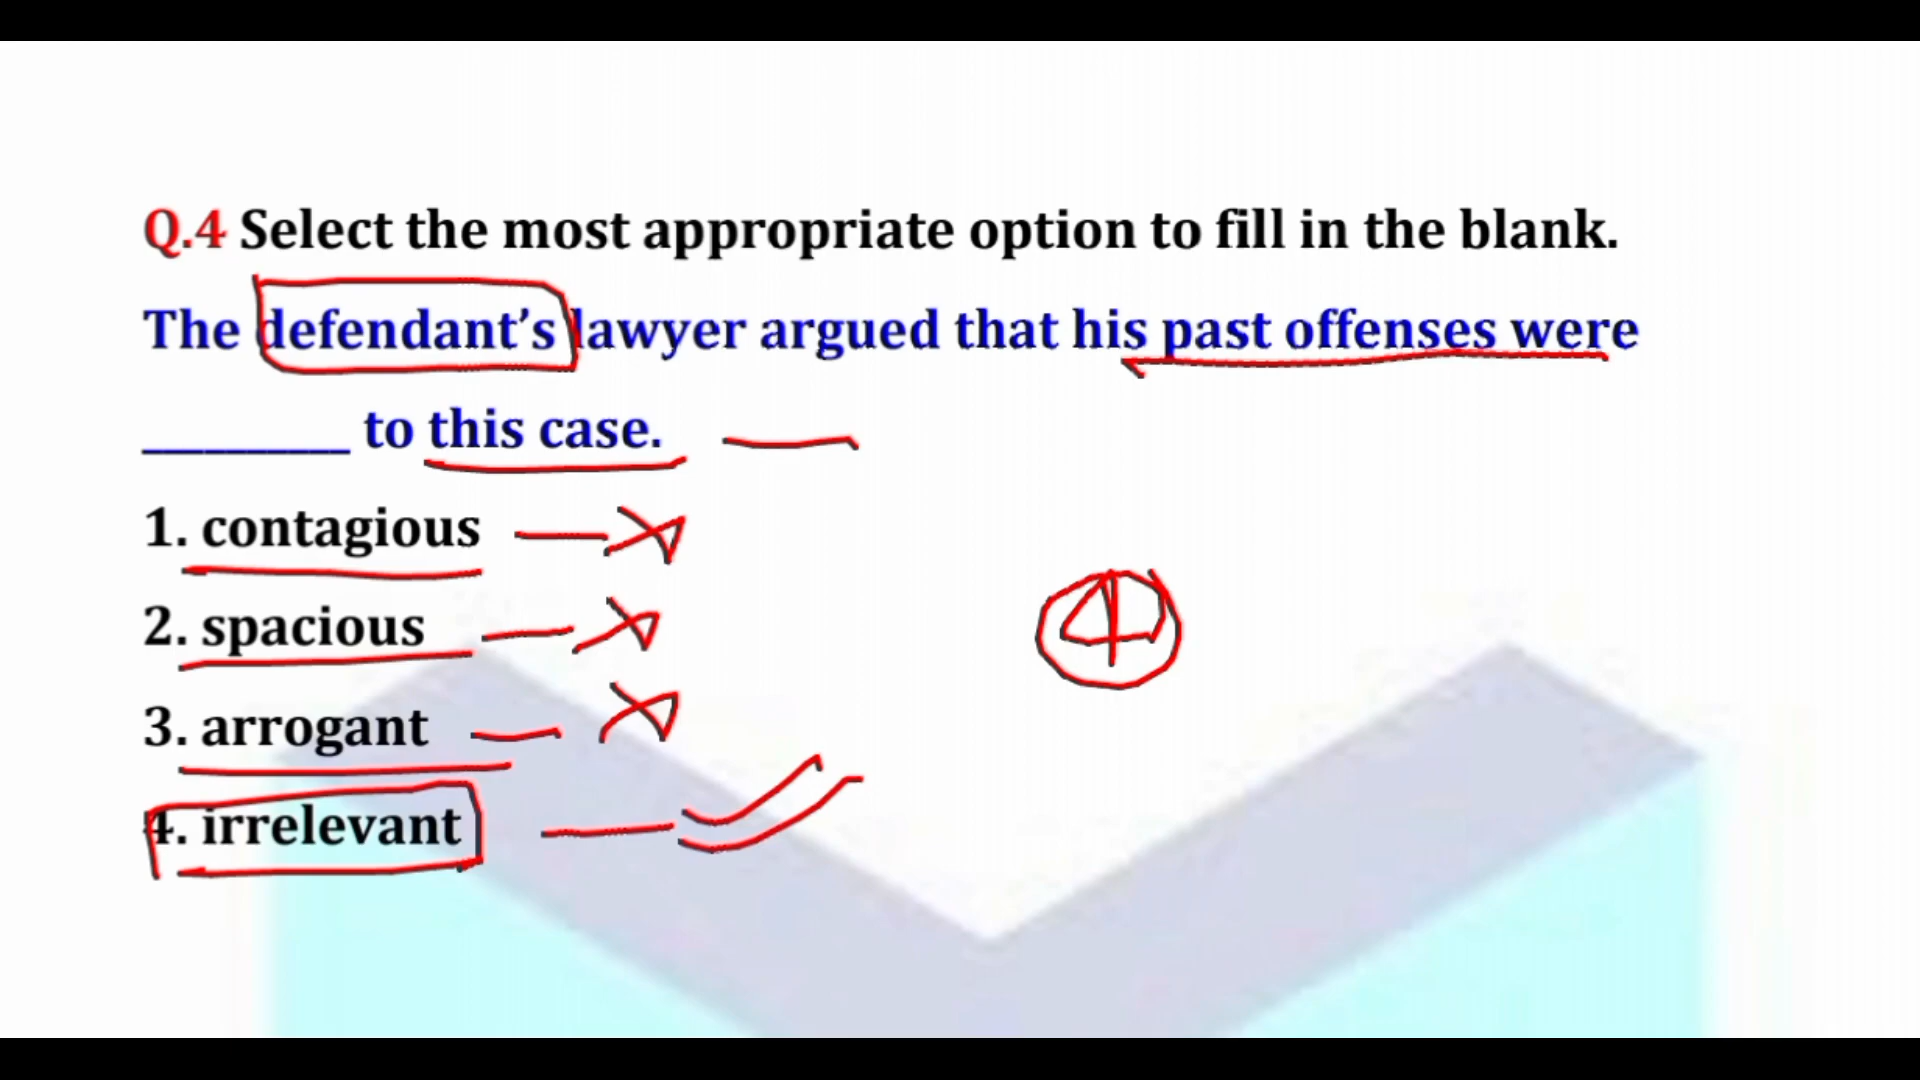 Q.4 Select the most appropriate option to fill in the blank.
The defendant’s lawyer argued that his past offenses were
__________ to this case.
1. contagious
2. spacious
4
3. arrogant
4. irrelevant